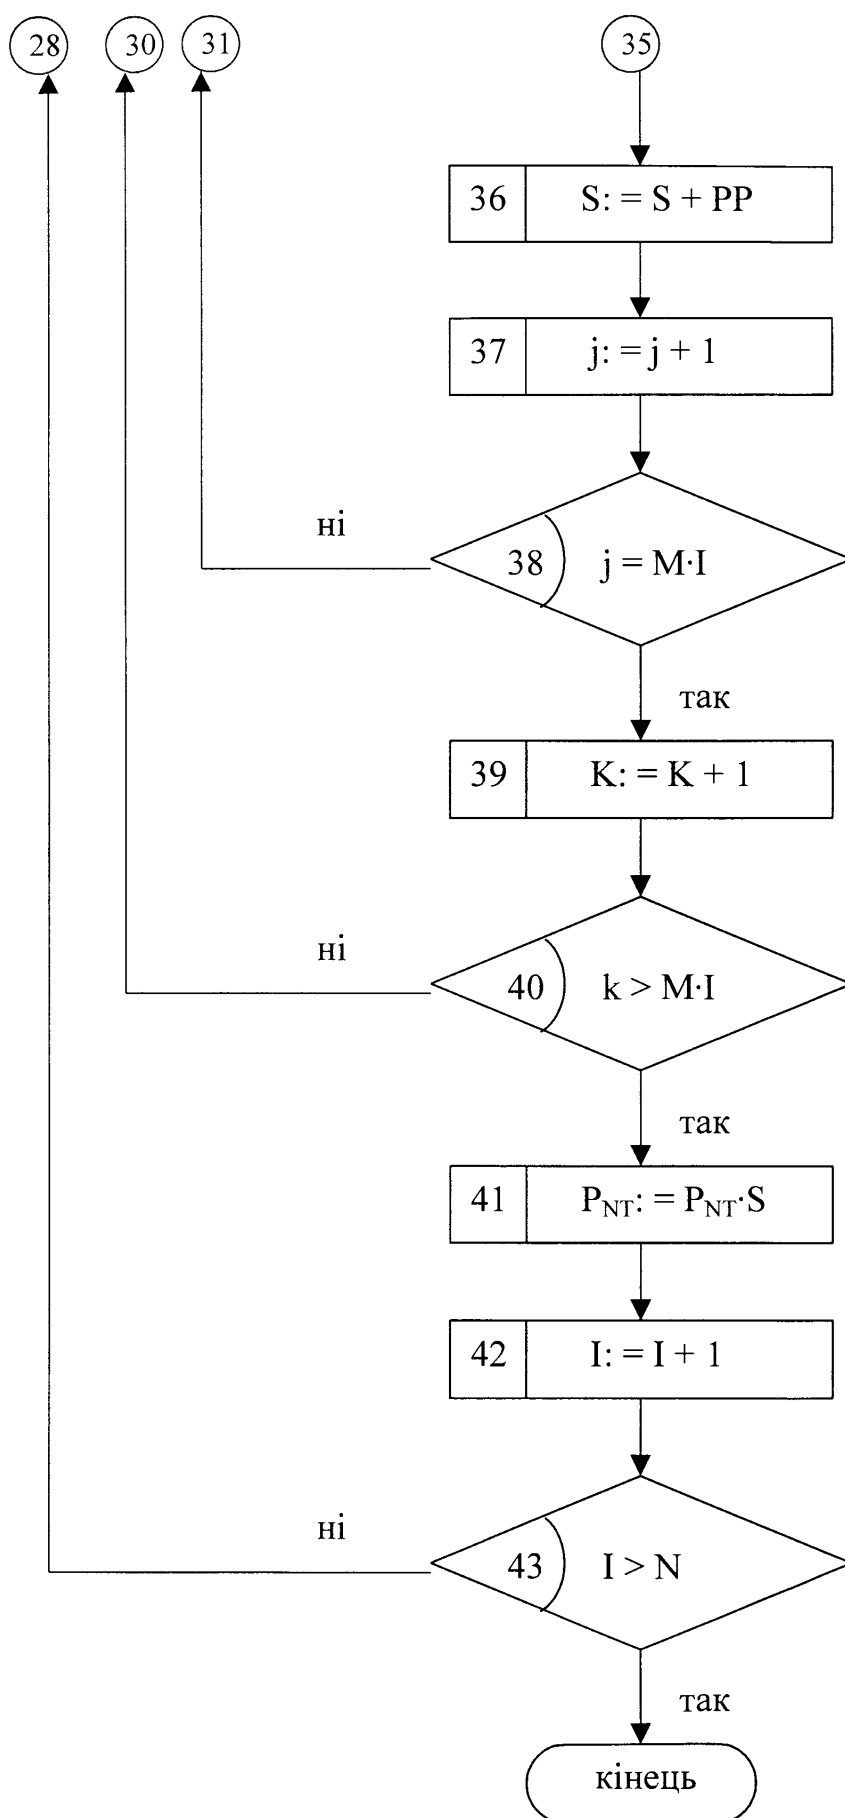 28 30 31 35
36 S: = S + PP
37 j: = j + 1
ні
38 j = M·I
так
39 K: = K + 1
ні
40 k > M·I
так
41 P_NT: = P_NT·S
42 I: = I + 1
ні
43 I > N
так
кінець